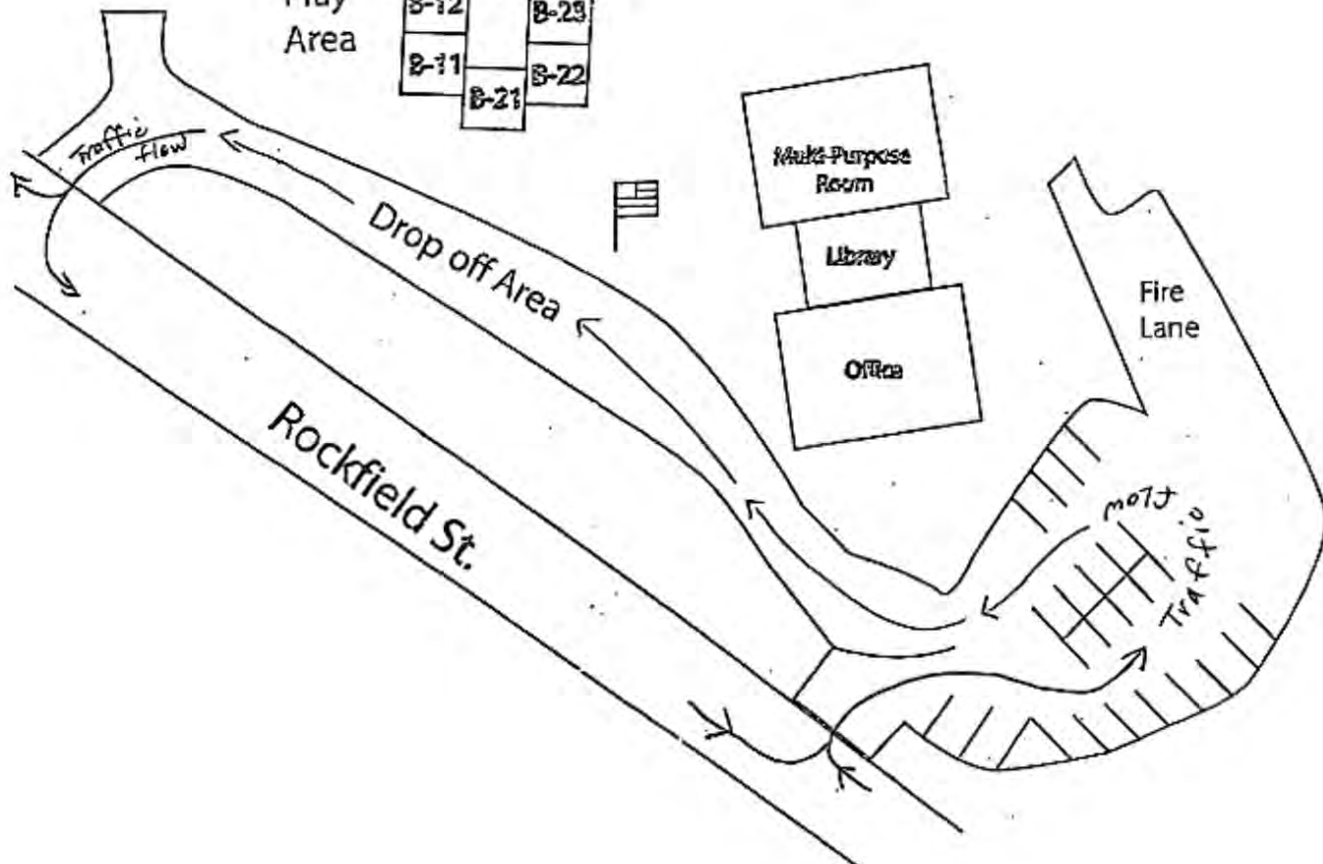 Play
Area
B-12
B-23
B-11
B-22
B-21
Traffic
flow
Multi-Purpose
Room
Drop off Area
Library
Fire
Lane
Office
Rockfield St.
Traffic Flow